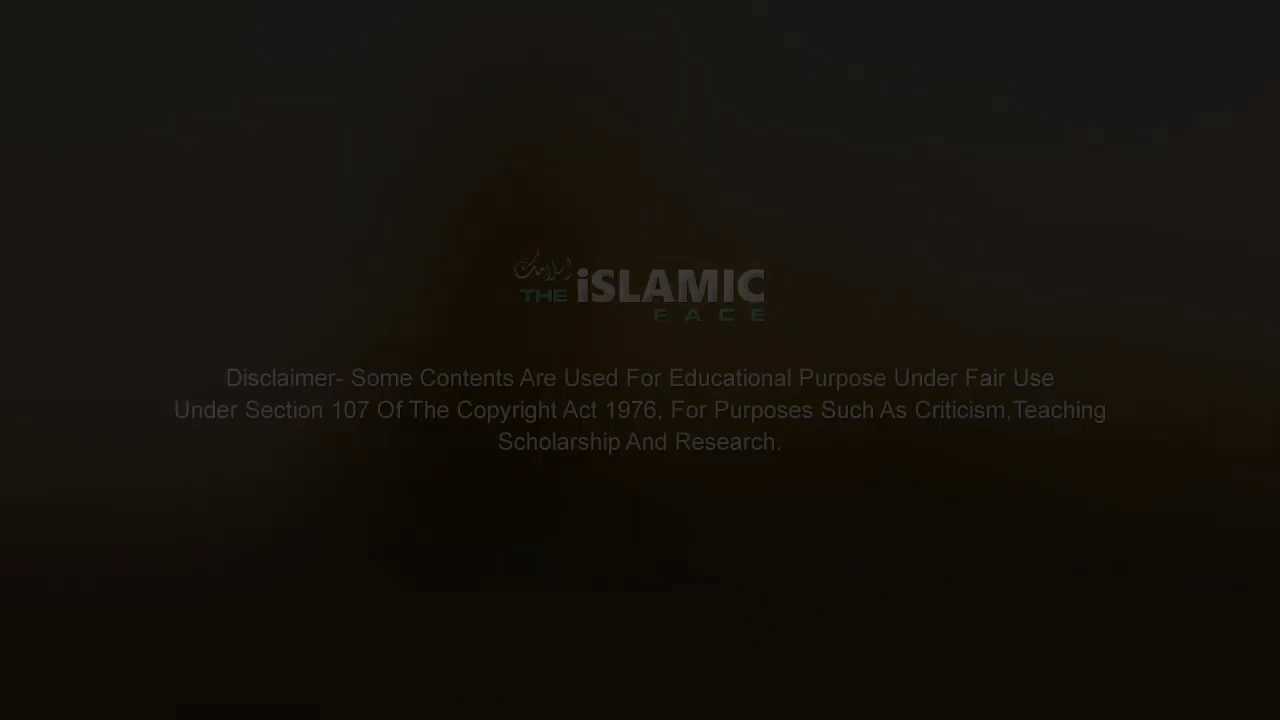 THE iSLAMIC
FACE
Disclaimer- Some Contents Are Used For Educational Purpose Under Fair Use
Under Section 107 Of The Copyright Act 1976, For Purposes Such As Criticism,Teaching
Scholarship And Research.